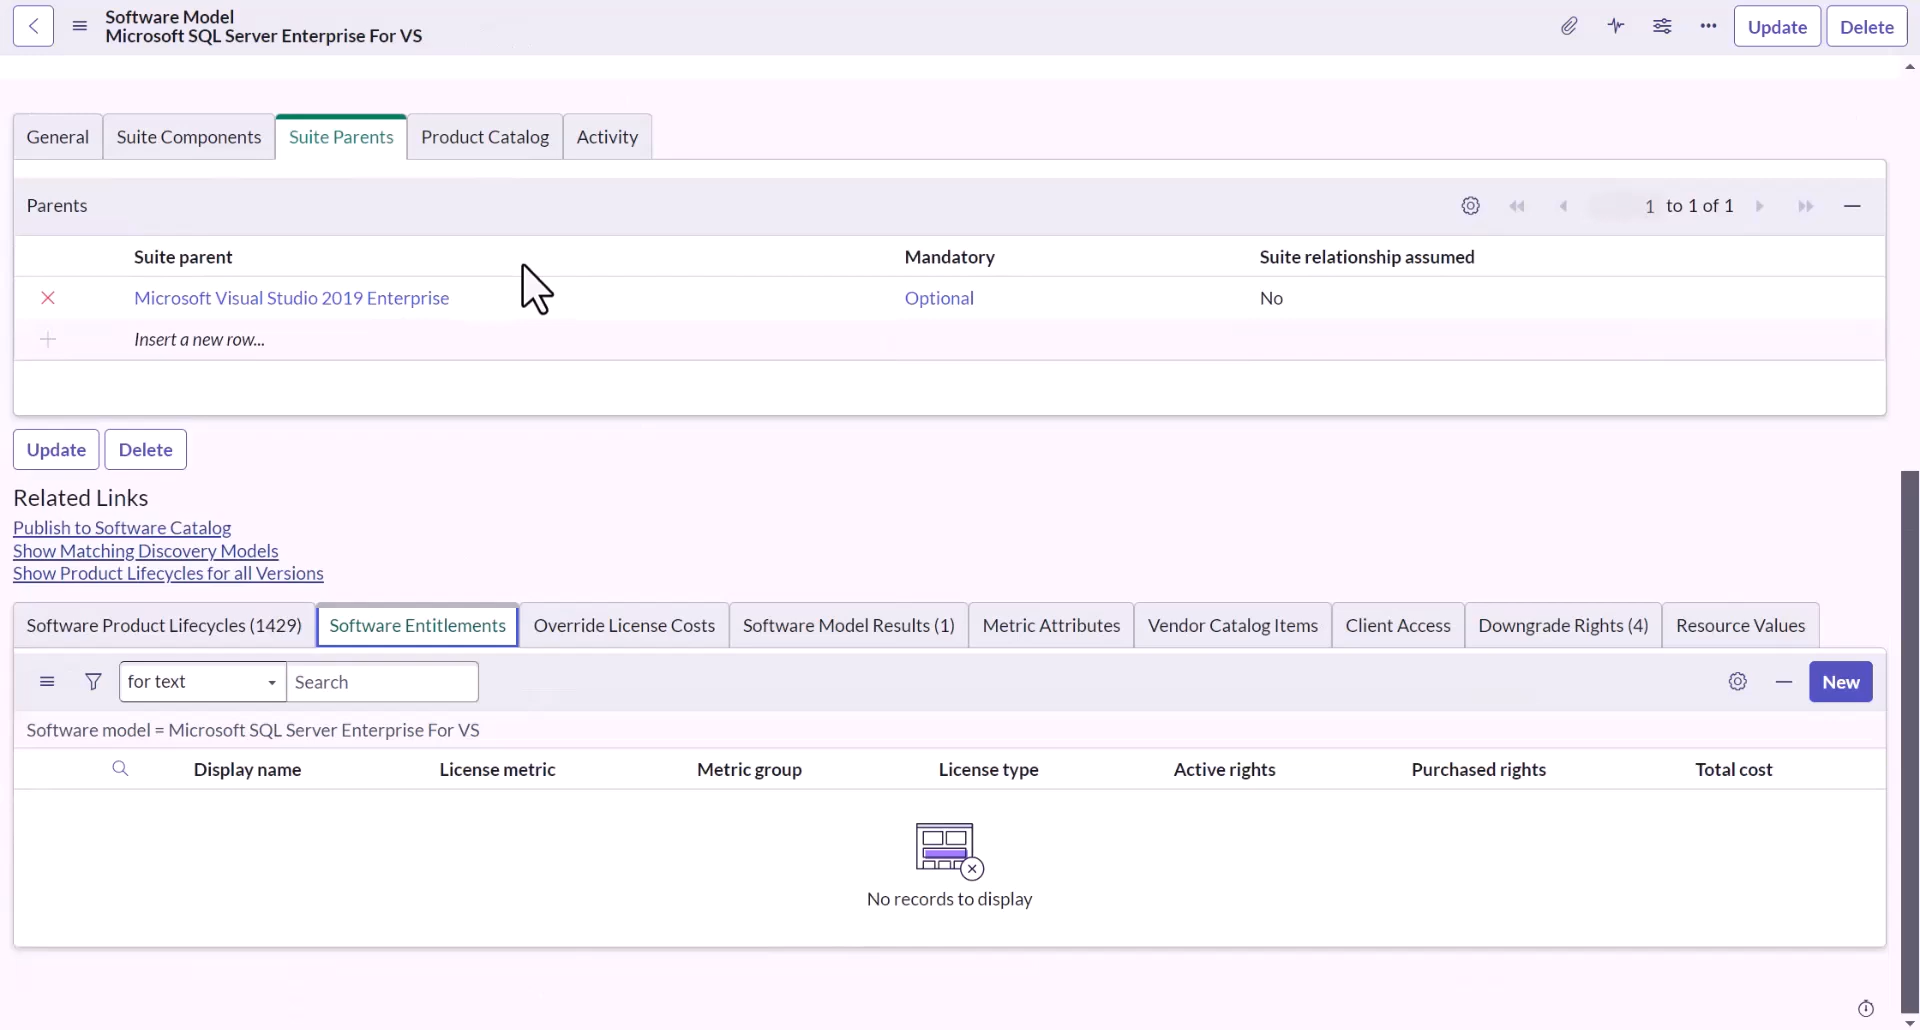 Software Model
Microsoft SQL Server Enterprise For VS
Update Delete
General Suite Components Suite Parents Product Catalog Activity
Parents 1 to 1 of 1
Suite parent Mandatory Suite relationship assumed
Microsoft Visual Studio 2019 Enterprise Optional No
Insert a new row...
Update Delete
Related Links
Publish to Software Catalog
Show Matching Discovery Models
Show Product Lifecycles for all Versions
Software Product Lifecycles (1429) Software Entitlements Override License Costs Software Model Results (1) Metric Attributes Vendor Catalog Items Client Access Downgrade Rights (4) Resource Values
for text Search New
Software model = Microsoft SQL Server Enterprise For VS
Display name License metric Metric group License type Active rights Purchased rights Total cost
No records to display